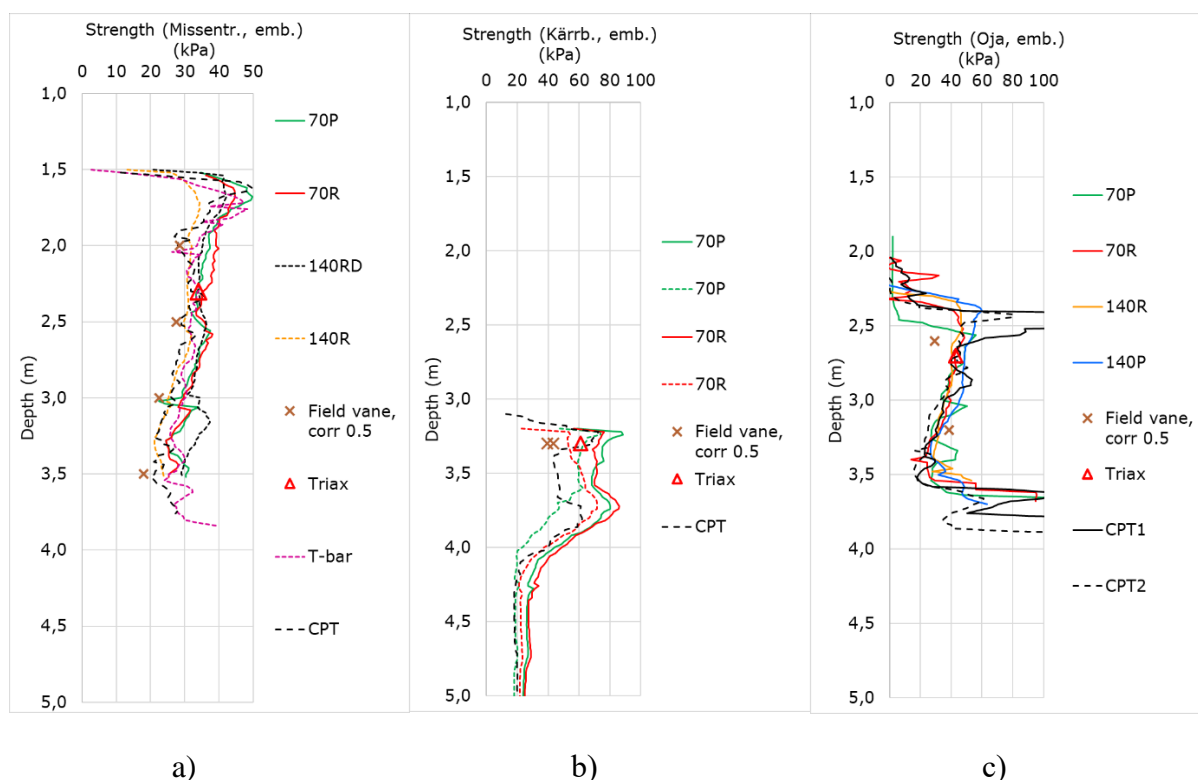 Strength (Missentr., emb.)
(kPa)
0 10 20 30 40 50
1,0
1,5
2,0
2,5
3,0
3,5
4,0
4,5
5,0
Depth (m)
70P
70R
140RD
140R
Field vane,
corr 0.5
Triax
T-bar
CPT
a)
Strength (Kärrb., emb.)
(kPa)
0 20 40 60 80 100
1,0
1,5
2,0
2,5
3,0
3,5
4,0
4,5
5,0
Depth (m)
70P
70P
70R
70R
Field vane,
corr 0.5
Triax
CPT
b)
Strength (Oja, emb.)
(kPa)
0 20 40 60 80 100
1,0
1,5
2,0
2,5
3,0
3,5
4,0
4,5
5,0
Depth (m)
70P
70R
140R
140P
Field vane,
corr 0.5
Triax
CPT1
CPT2
c)